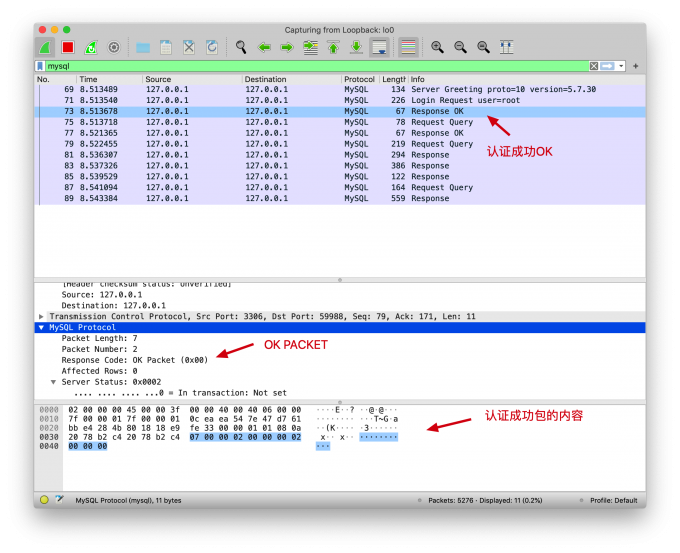 Capturing from Loopback: lo0
mysql
No. Time Source Destination Protocol Length Info
69 8.513489 127.0.0.1 127.0.0.1 MySQL 134 Server Greeting proto=10 version=5.7.30
71 8.513540 127.0.0.1 127.0.0.1 MySQL 226 Login Request user=root
73 8.513678 127.0.0.1 127.0.0.1 MySQL 67 Response OK
75 8.513718 127.0.0.1 127.0.0.1 MySQL 78 Request Query
77 8.521365 127.0.0.1 127.0.0.1 MySQL 67 Response OK
79 8.522455 127.0.0.1 127.0.0.1 MySQL 219 Request Query
81 8.536307 127.0.0.1 127.0.0.1 MySQL 294 Response
83 8.537326 127.0.0.1 127.0.0.1 MySQL 386 Response
85 8.539529 127.0.0.1 127.0.0.1 MySQL 122 Response
87 8.541094 127.0.0.1 127.0.0.1 MySQL 164 Request Query
89 8.543384 127.0.0.1 127.0.0.1 MySQL 559 Response
认证成功OK
[Header checksum status: Unverified]
Source: 127.0.0.1
Destination: 127.0.0.1
Transmission Control Protocol, Src Port: 3306, Dst Port: 59988, Seq: 79, Ack: 171, Len: 11
MySQL Protocol
Packet Length: 7
Packet Number: 2
Response Code: OK Packet (0x00)
Affected Rows: 0
Server Status: 0x0002
.... .... .... ...0 = In transaction: Not set
OK PACKET
0000 02 00 00 00 45 00 00 3f 00 00 40 00 40 06 00 00 ····E··? ··@·@···
0010 7f 00 00 01 7f 00 00 01 0c ea ea 54 7e 47 d7 61 ········ ···T~G·a
0020 bb e4 28 4b 80 18 18 e9 fe 33 00 00 01 01 08 0a ··(K···· ·3······
0030 20 78 b2 c4 20 78 b2 c4 07 00 00 02 00 00 00 02 x·· x·· ········
0040 00 00 00 ···
认证成功包的内容
MySQL Protocol (mysql), 11 bytes
Packets: 6276 · Displayed: 11 (0.2%)
Profile: Default